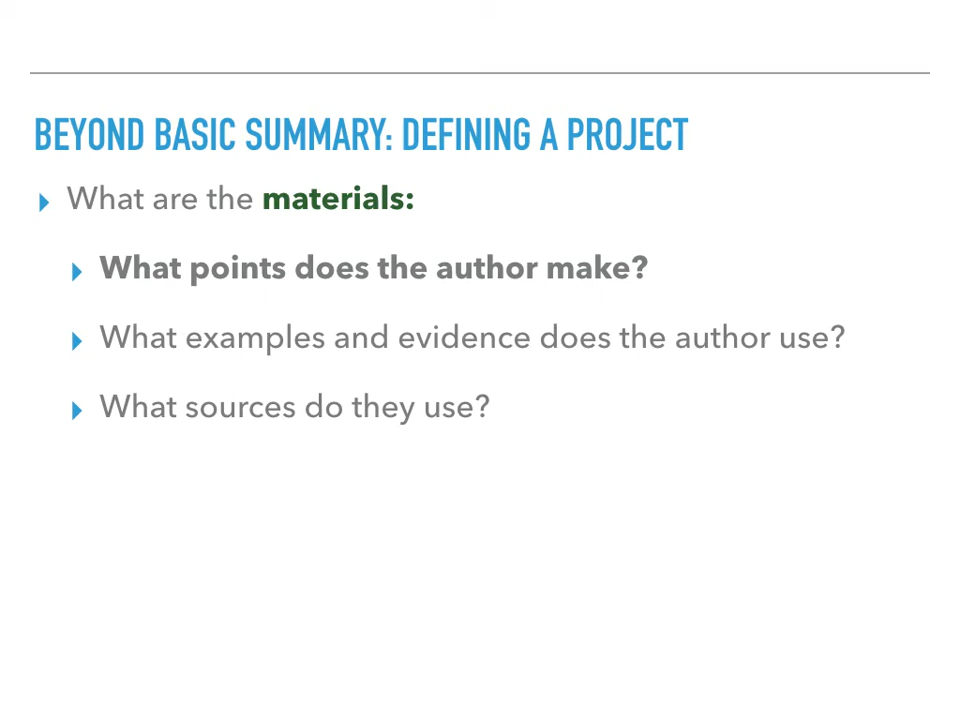 BEYOND BASIC SUMMARY: DEFINING A PROJECT
What are the materials:
What points does the author make?
What examples and evidence does the author use?
What sources do they use?